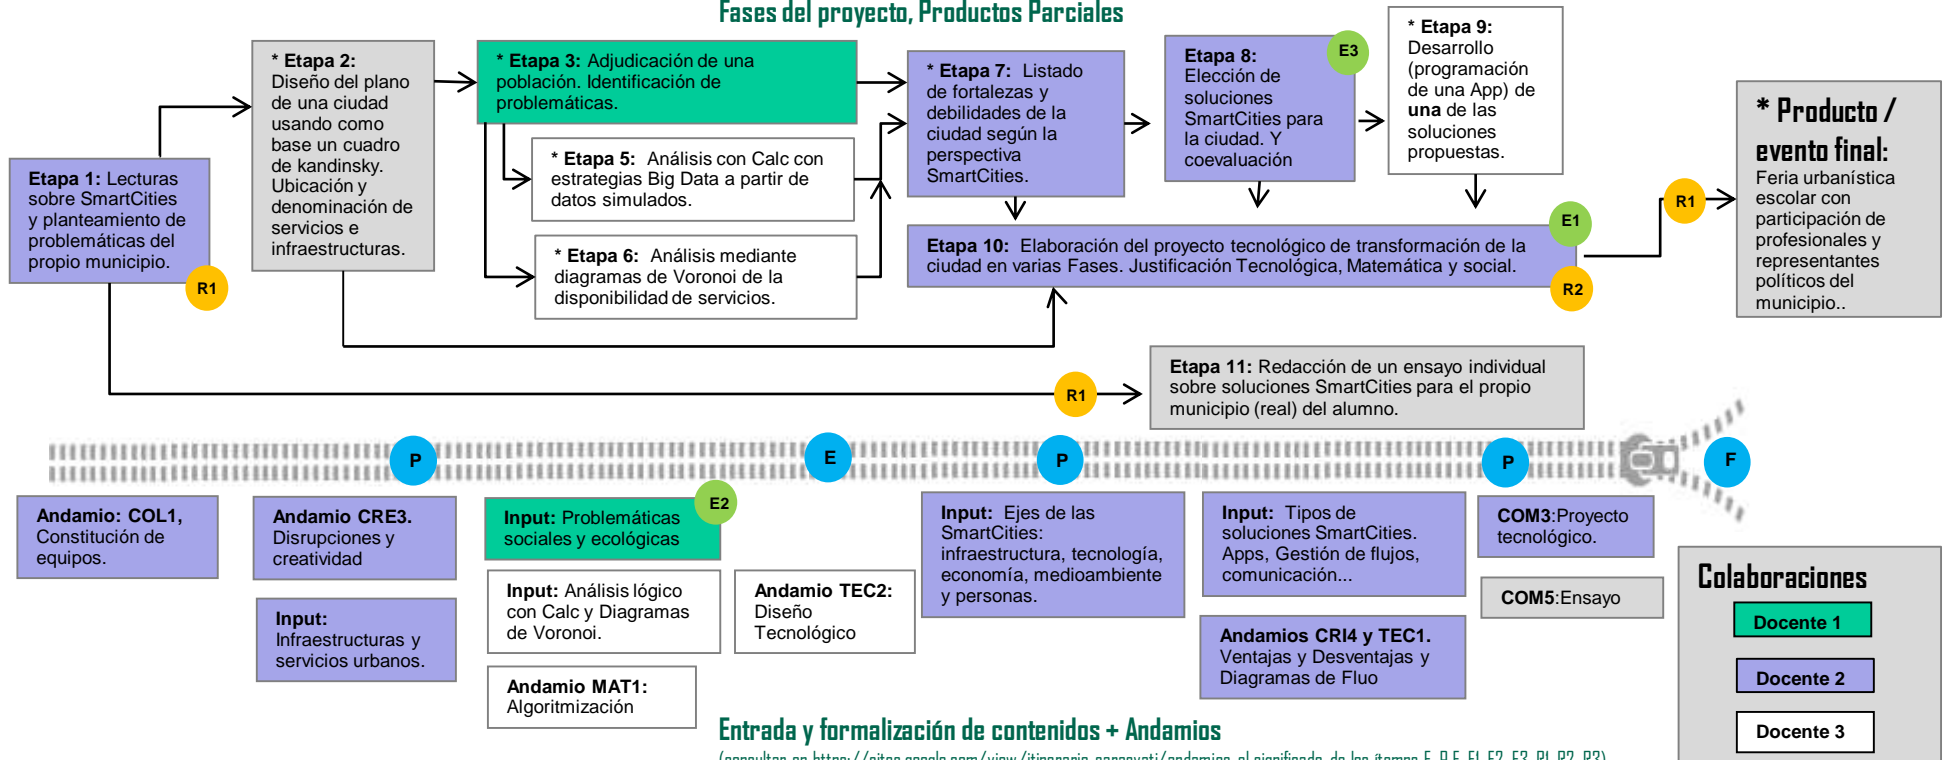 Fases del proyecto, Productos Parciales
Etapa 1: Lecturas
sobre SmartCities
y planteamiento de
problemáticas del
propio municipio.
R1
* Etapa 2:
Diseño del plano
de una ciudad
usando como
base un cuadro
de kandinsky.
Ubicación y
denominación de
servicios e
infraestructuras.
* Etapa 3: Adjudicación de una
población. Identificación de
problemáticas.
* Etapa 5: Análisis con Calc con
estrategias Big Data a partir de
datos simulados.
* Etapa 6: Análisis mediante
diagramas de Voronoi de la
disponibilidad de servicios.
* Etapa 7: Listado
de fortalezas y
debilidades de la
ciudad según la
perspectiva
SmartCities.
Etapa 8:
Elección de
soluciones
SmartCities para
la ciudad. Y
coevaluación
E3
* Etapa 9:
Desarrollo
(programación
de una App) de
una de las
soluciones
propuestas.
Etapa 10: Elaboración del proyecto tecnológico de transformación de la
ciudad en varias Fases. Justificación Tecnológica, Matemática y social.
E1
R2
R1
* Producto /
evento final:
Feria urbanística
escolar con
participación de
profesionales y
representantes
políticos del
municipio..
R1
Etapa 11: Redacción de un ensayo individual
sobre soluciones SmartCities para el propio
municipio (real) del alumno.
P
E
P
P
F
Andamio: COL1,
Constitución de
equipos.
Andamio CRE3.
Disrupciones y
creatividad
Input:
Infraestructuras y
servicios urbanos.
Input: Problemáticas
sociales y ecológicas
E2
Input: Análisis lógico
con Calc y Diagramas
de Voronoi.
Andamio MAT1:
Algoritmización
Andamio TEC2:
Diseño
Tecnológico
Input: Ejes de las
SmartCities:
infraestructura, tecnología,
economía, medioambiente
y personas.
Input: Tipos de
soluciones SmartCities.
Apps, Gestión de flujos,
comunicación...
Andamios CRI4 y TEC1.
Ventajas y Desventajas y
Diagramas de Fluo
COM3:Proyecto
tecnológico.
COM5:Ensayo
Colaboraciones
Docente 1
Docente 2
Docente 3
Entrada y formalización de contenidos + Andamios